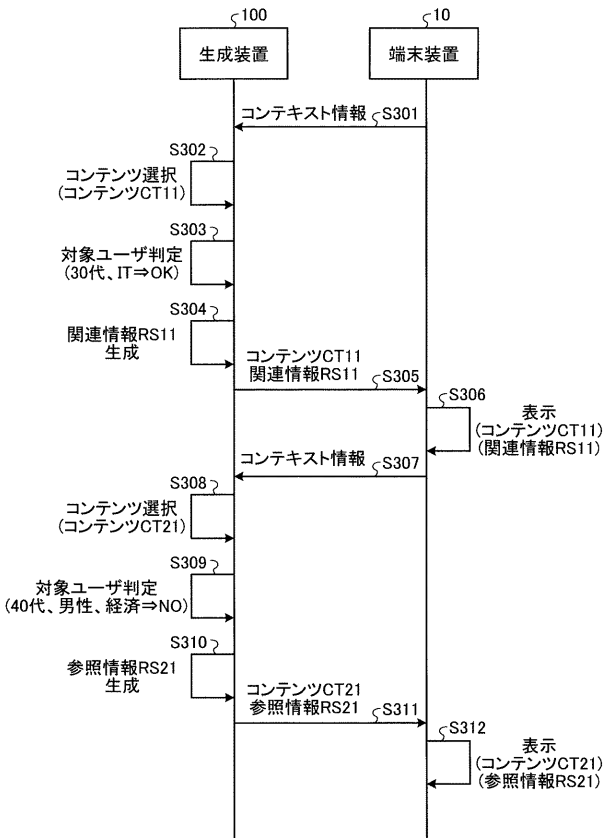 100
10
生成装置
端末装置
コンテキスト情報
S301
S302
コンテンツ選択
(コンテンツCT11)
S303
対象ユーザ判定
(30代、IT⇒OK)
S304
関連情報RS11
生成
コンテンツCT11
関連情報RS11
S305
S306
表示
(コンテンツCT11)
(関連情報RS11)
コンテキスト情報
S307
S308
コンテンツ選択
(コンテンツCT21)
S309
対象ユーザ判定
(40代、男性、経済⇒NO)
S310
参照情報RS21
生成
コンテンツCT21
参照情報RS21
S311
S312
表示
(コンテンツCT21)
(参照情報RS21)